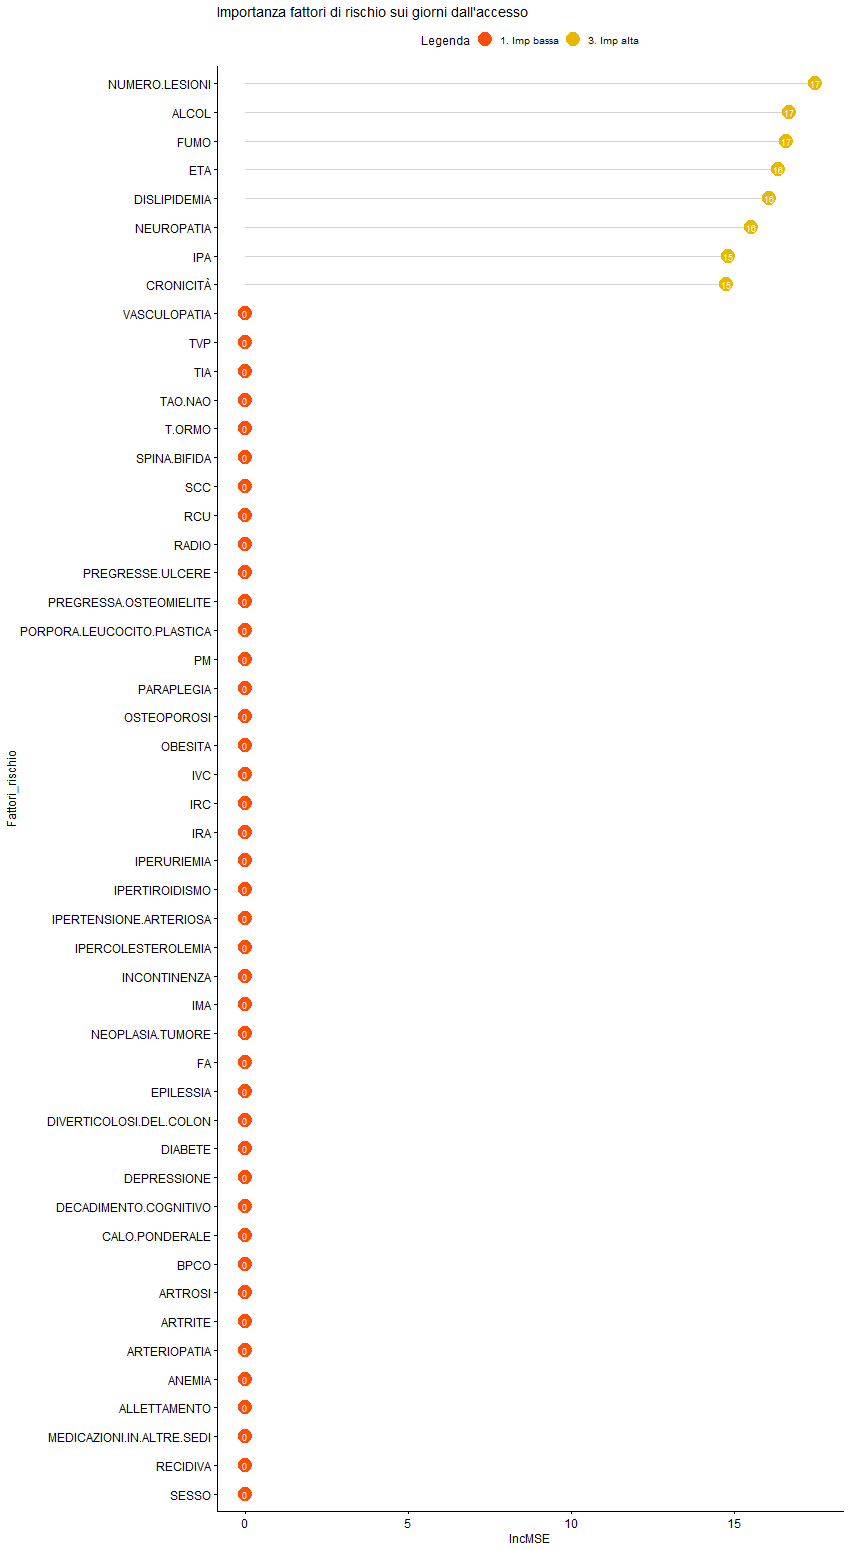 Importanza fattori di rischio sui giorni dall'accesso
Legenda 1. Imp bassa 3. Imp alta
NUMERO.LESIONI 17
ALCOL 17
FUMO 17
ETA 16
DISLIPIDEMIA 16
NEUROPATIA 16
IPA 15
CRONICITÀ 15
VASCULOPATIA 0
TVP 0
TIA 0
TAO.NAO 0
T.ORMO 0
SPINA.BIFIDA 0
SCC 0
RCU 0
RADIO 0
PREGRESSE.ULCERE 0
PREGRESSA.OSTEOMIELITE 0
PORPORA.LEUCOCITO.PLASTICA 0
PM 0
PARAPLEGIA 0
OSTEOPOROSI 0
OBESITA 0
IVC 0
IRC 0
IRA 0
IPERURIEMIA 0
IPERTIROIDISMO 0
IPERTENSIONE.ARTERIOSA 0
IPERCOLESTEROLEMIA 0
INCONTINENZA 0
IMA 0
NEOPLASIA.TUMORE 0
FA 0
EPILESSIA 0
DIVERTICOLOSI.DEL.COLON 0
DIABETE 0
DEPRESSIONE 0
DECADIMENTO.COGNITIVO 0
CALO.PONDERALE 0
BPCO 0
ARTROSI 0
ARTRITE 0
ARTERIOPATIA 0
ANEMIA 0
ALLETTAMENTO 0
MEDICAZIONI.IN.ALTRE.SEDI 0
RECIDIVA 0
SESSO 0
Fattori_rischio
0 5 10 15
IncMSE